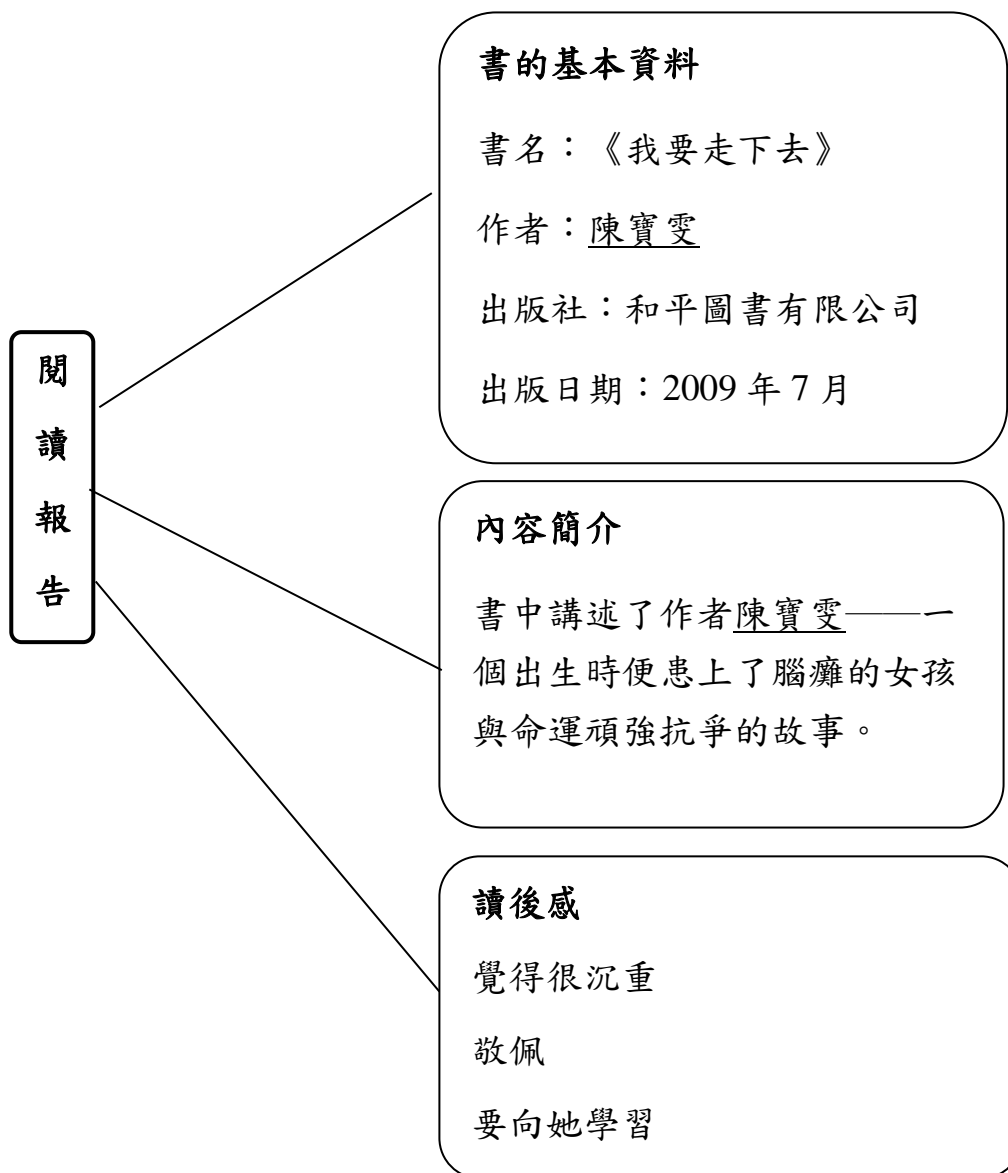 閱讀報告
書的基本資料
書名：《我要走下去》
作者：陳寶雯
出版社：和平圖書有限公司
出版日期：2009 年 7 月
內容簡介
書中講述了作者陳寶雯——一
個出生時便患上了腦癱的女孩
與命運頑強抗爭的故事。
讀後感
覺得很沉重
敬佩
要向她學習